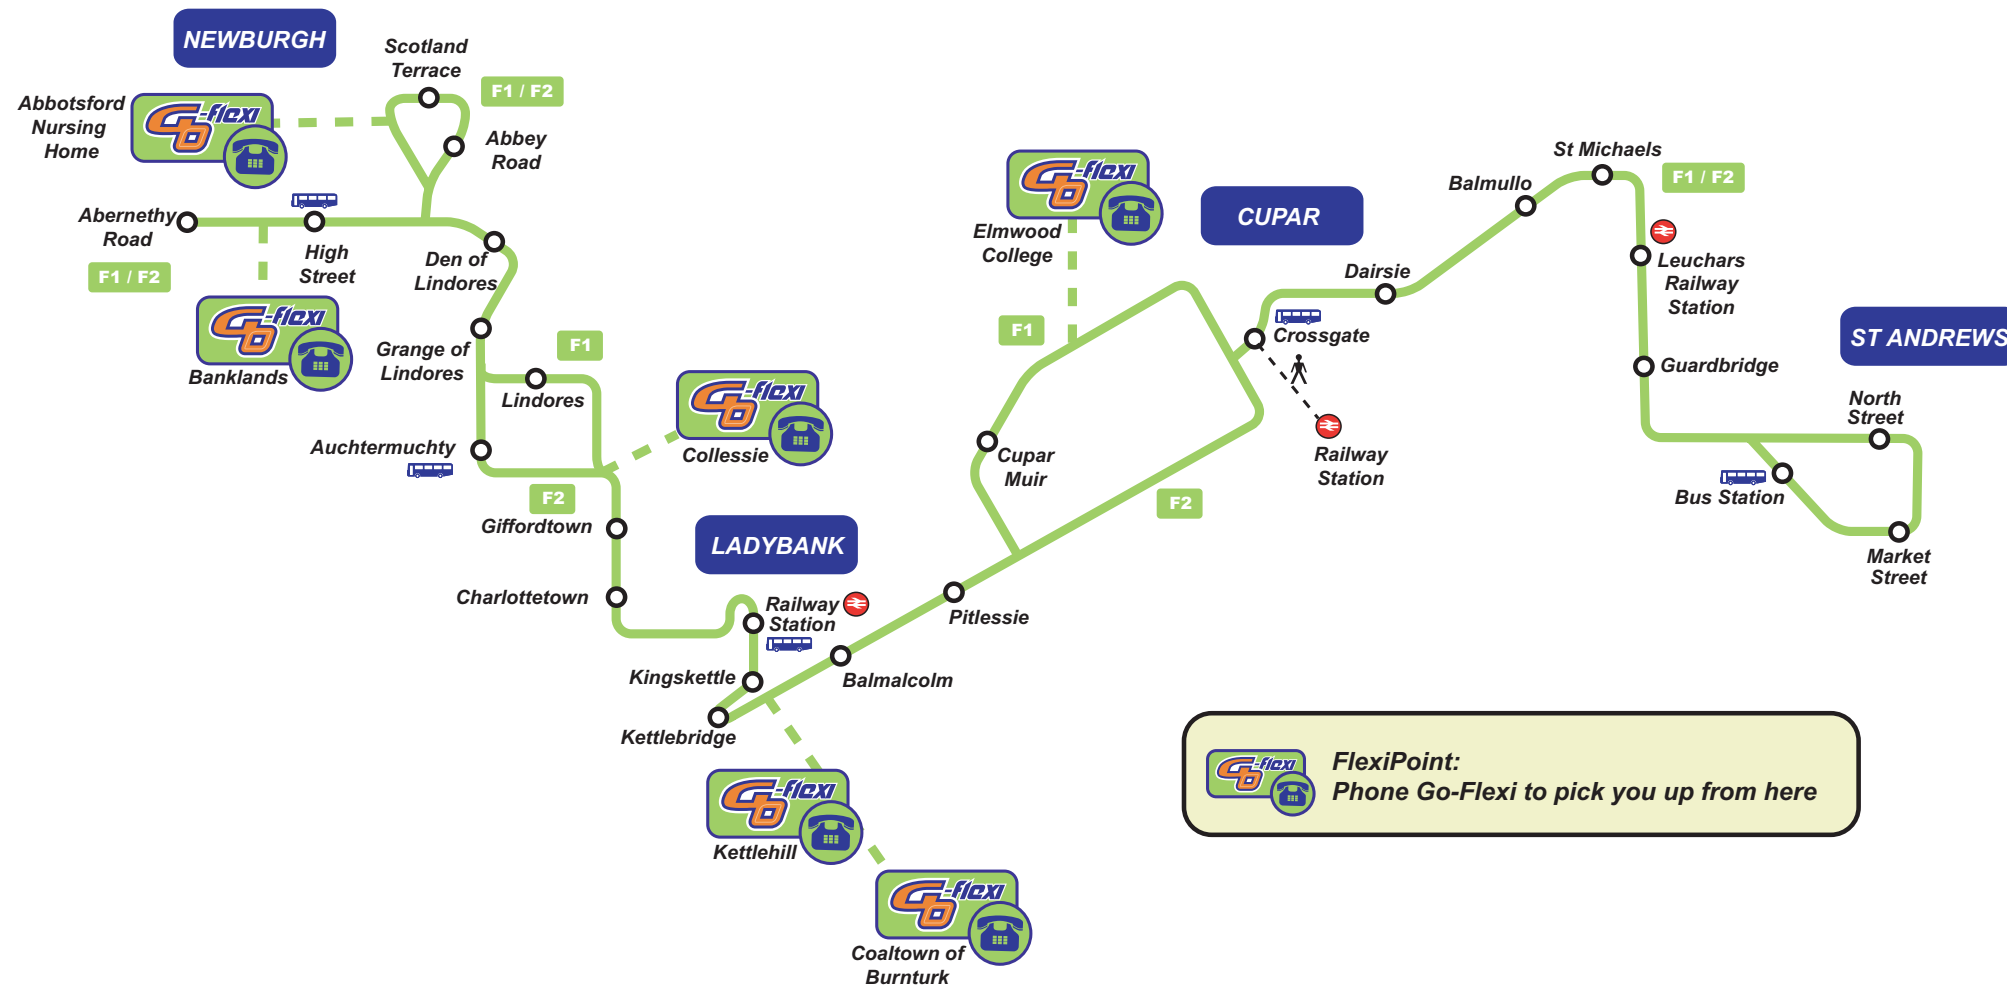 NEWBURGH
Scotland
Terrace
F1 / F2
Abbotsford
Nursing
Home
GO-flexi
Abbey
Road
Abernethy
Road
F1 / F2
High
Street
Den of
Lindores
GO-flexi
Banklands
Grange of
Lindores
F1
Lindores
Auchtermuchty
GO-flexi
Collessie
F2
Giffordtown
Charlottetown
LADYBANK
Railway
Station
Kingskettle
Kettlebridge
Balmalcolm
Pitlessie
GO-flexi
Kettlehill
GO-flexi
Coaltown of
Burnturk
GO-flexi
Elmwood
College
F1
Cupar
Muir
F2
CUPAR
Crossgate
Railway
Station
Dairsie
Balmullo
St Michaels
F1 / F2
Leuchars
Railway
Station
Guardbridge
ST ANDREWS
North
Street
Bus Station
Market
Street
GO-flexi
FlexiPoint:
Phone Go-Flexi to pick you up from here